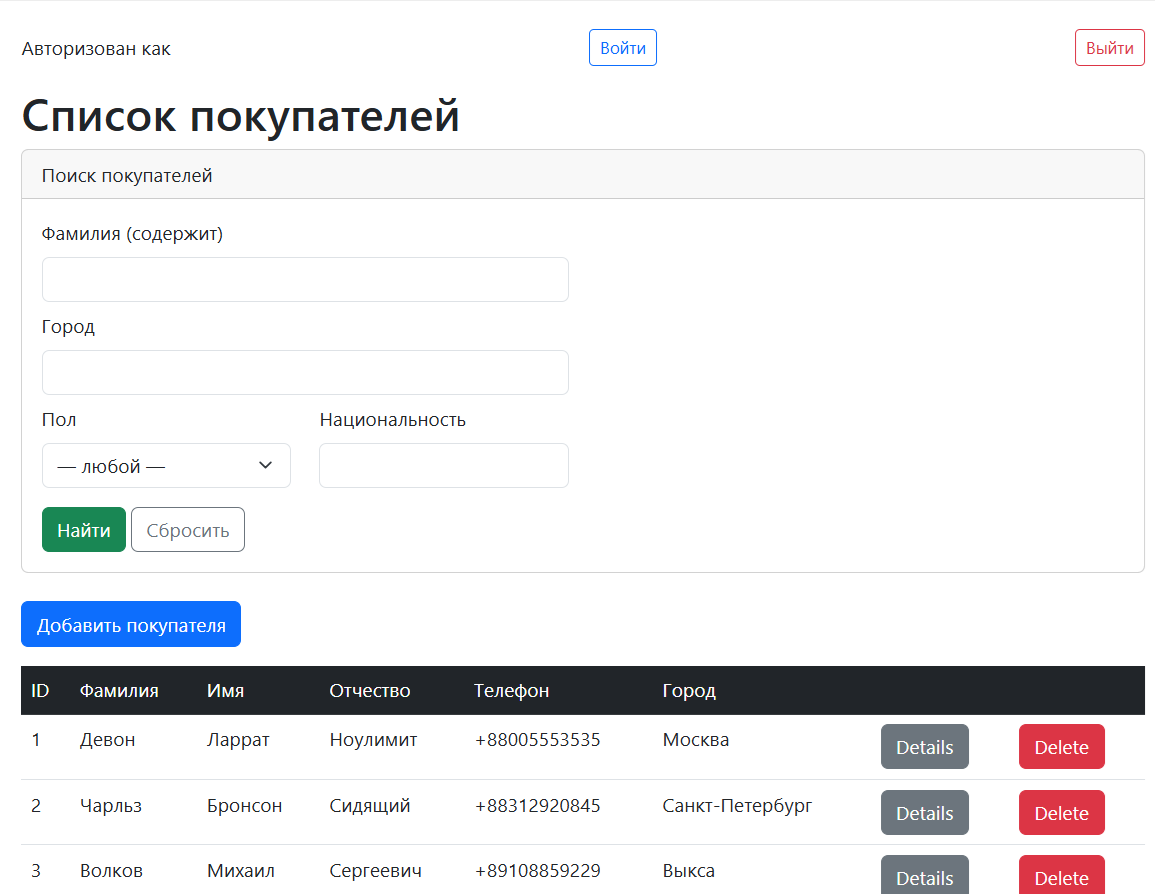 Авторизован как Войти Выйти
Список покупателей
Поиск покупателей
Фамилия (содержит)
Город
Пол Национальность
— любой —
Найти Сбросить
Добавить покупателя
ID Фамилия Имя Отчество Телефон Город
1 Девон Ларрат Ноулимит +88005553535 Москва Details Delete
2 Чарльз Бронсон Сидящий +88312920845 Санкт-Петербург Details Delete
3 Волков Михаил Сергеевич +89108859229 Выкса Details Delete